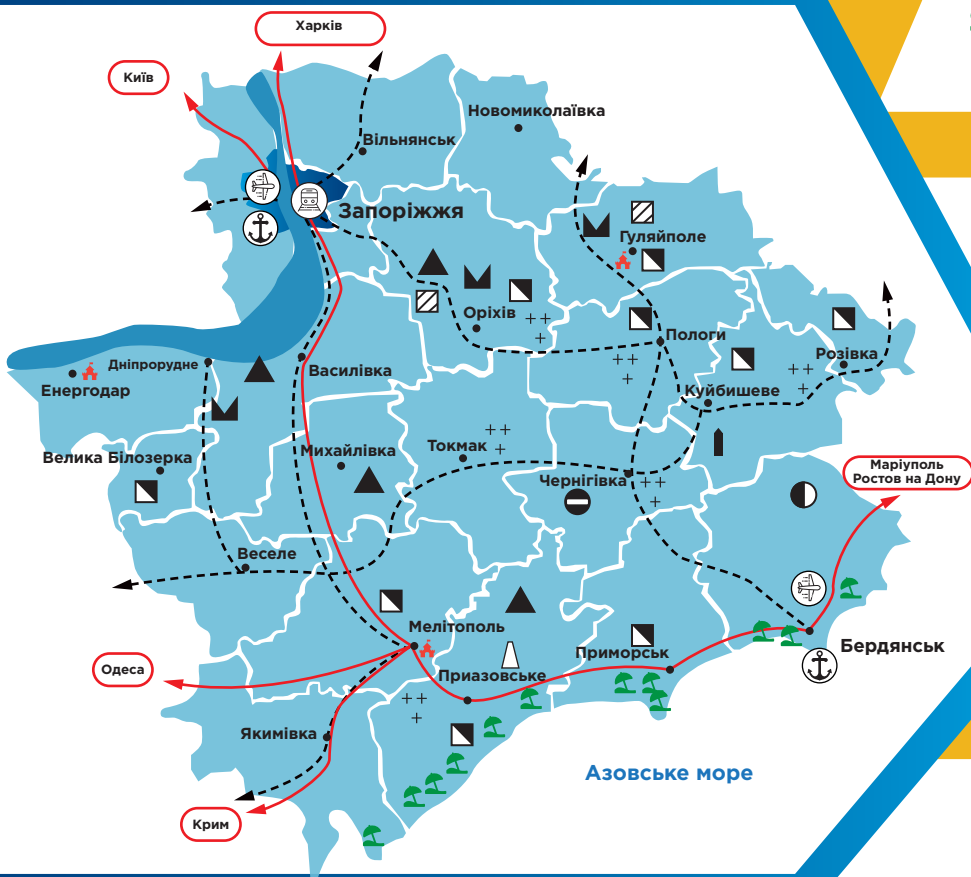 Харків
Київ
Новомиколаївка
Вільнянськ
Запоріжжя
Гуляйполе
Оріхів
Пологи
Розівка
Дніпрорудне
Василівка
Енергодар
Куйбишеве
Токмак
Михайлівка
Велика Білозерка
Чернігівка
Маріуполь
Ростов на Дону
Веселе
Мелітополь
Бердянськ
Приморськ
Одеса
Приазовське
Якимівка
Азовське море
Крим